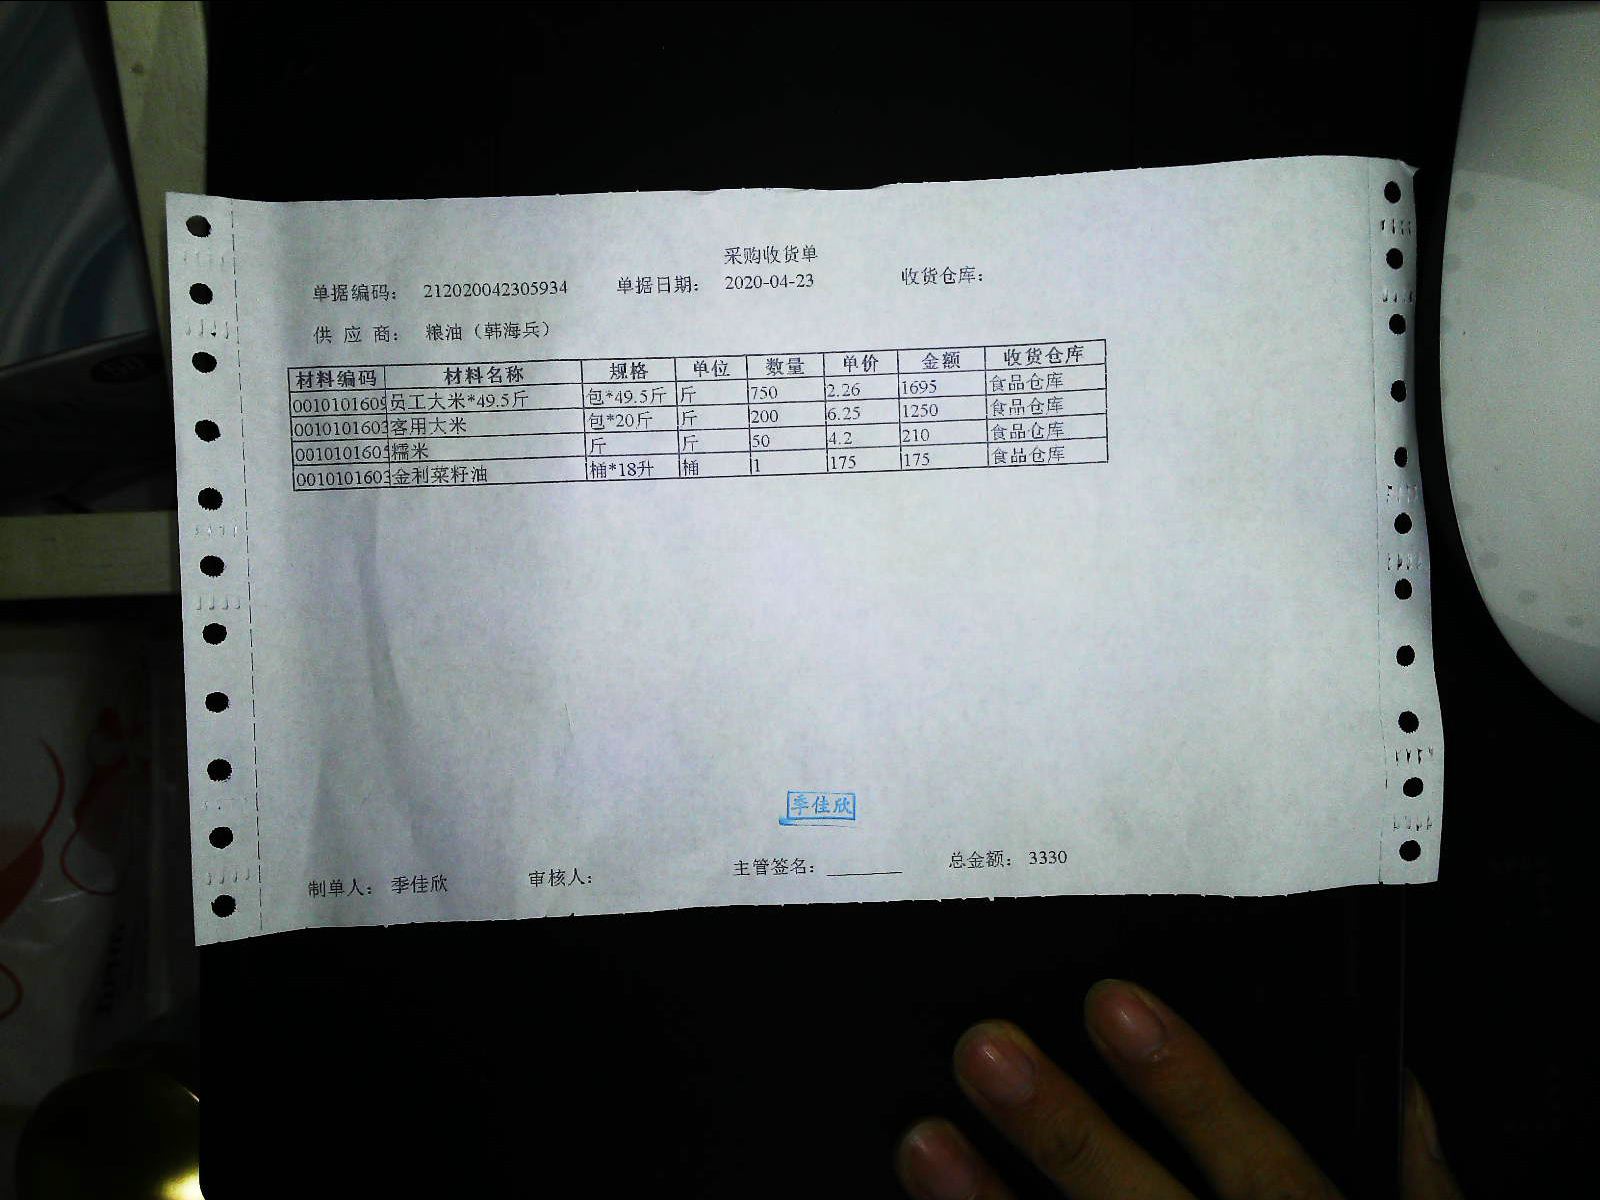 采购收货单
单据编码： 212020042305934 单据日期： 2020-04-23 收货仓库：
供 应 商： 粮油（韩海兵）
材料编码 材料名称 规格 单位 数量 单价 金额 收货仓库
0010101609 员工大米*49.5斤 包*49.5斤 斤 750 2.26 1695 食品仓库
0010101603 客用大米 包*20斤 斤 200 6.25 1250 食品仓库
001010160 糯米 斤 斤 50 4.2 210 食品仓库
0010101603 金利菜籽油 桶*18升 桶 1 175 175 食品仓库
季佳欣
制单人： 季佳欣 审核人： 主管签名：________ 总金额： 3330